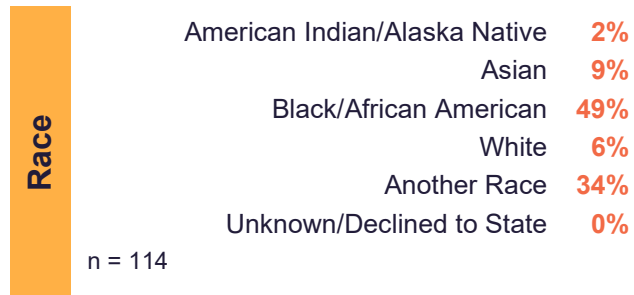 Race
American Indian/Alaska Native 2%
Asian 9%
Black/African American 49%
White 6%
Another Race 34%
Unknown/Declined to State 0%
n = 114